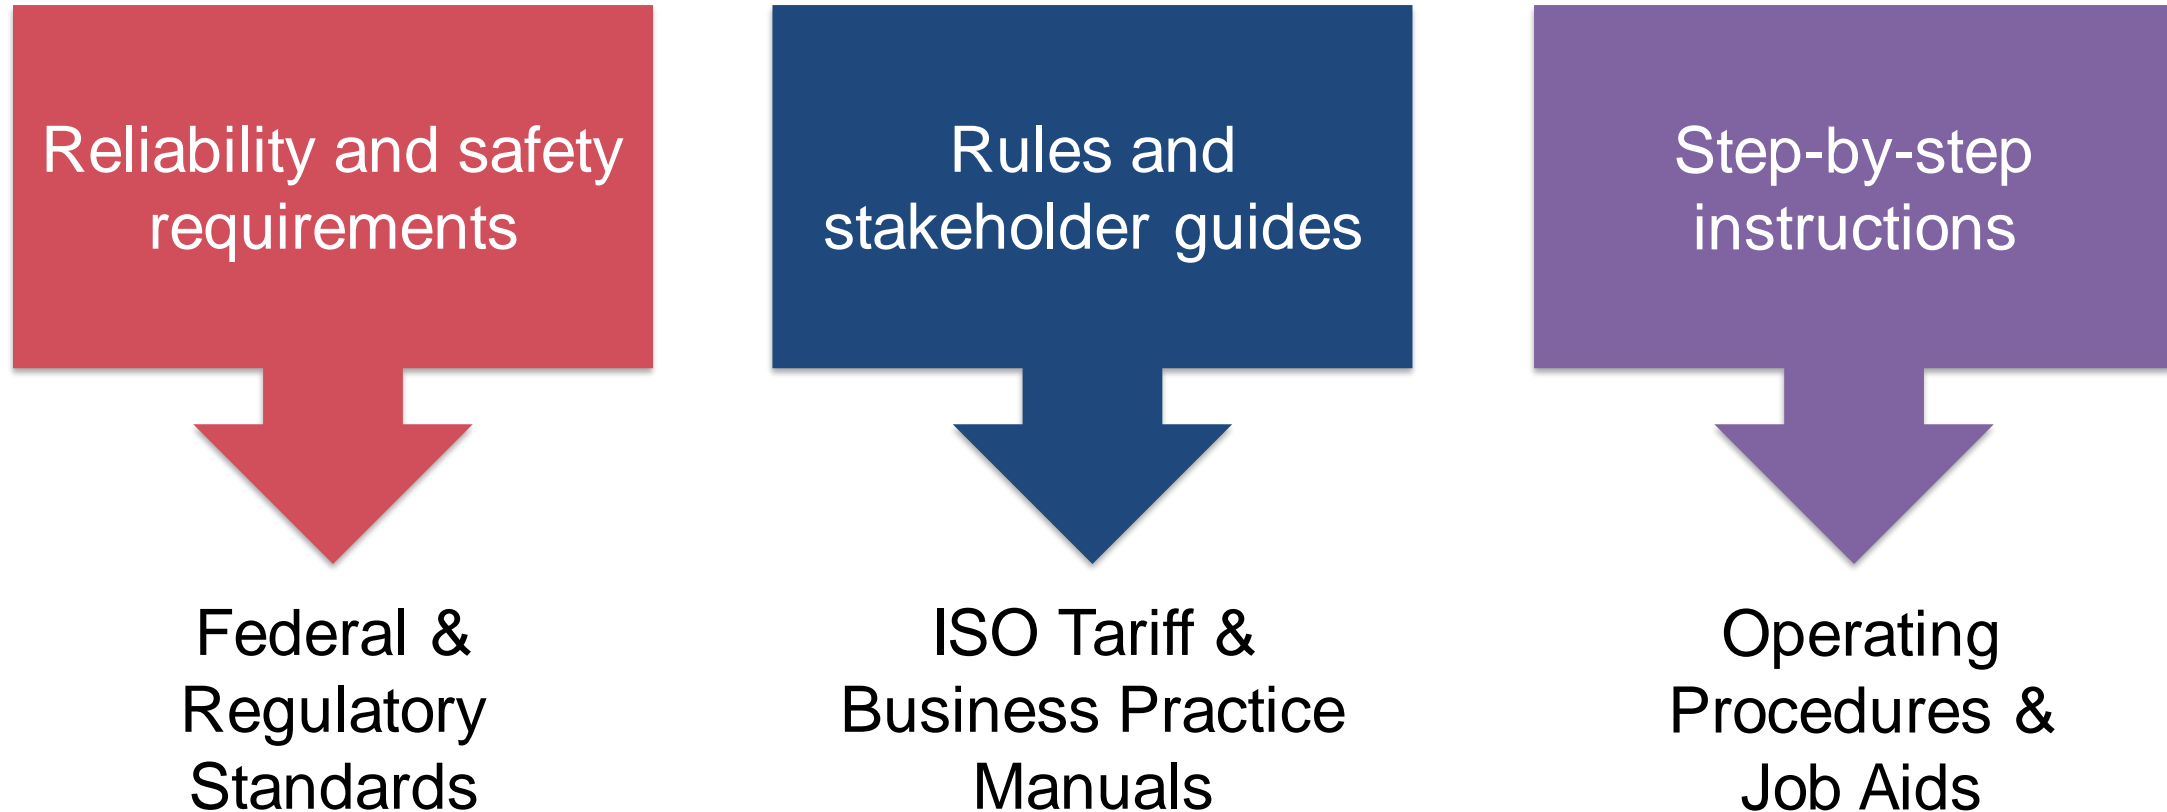 Reliability and safety
requirements
Federal &
Regulatory
Standards
Rules and
stakeholder guides
ISO Tariff &
Business Practice
Manuals
Step-by-step
instructions
Operating
Procedures &
Job Aids